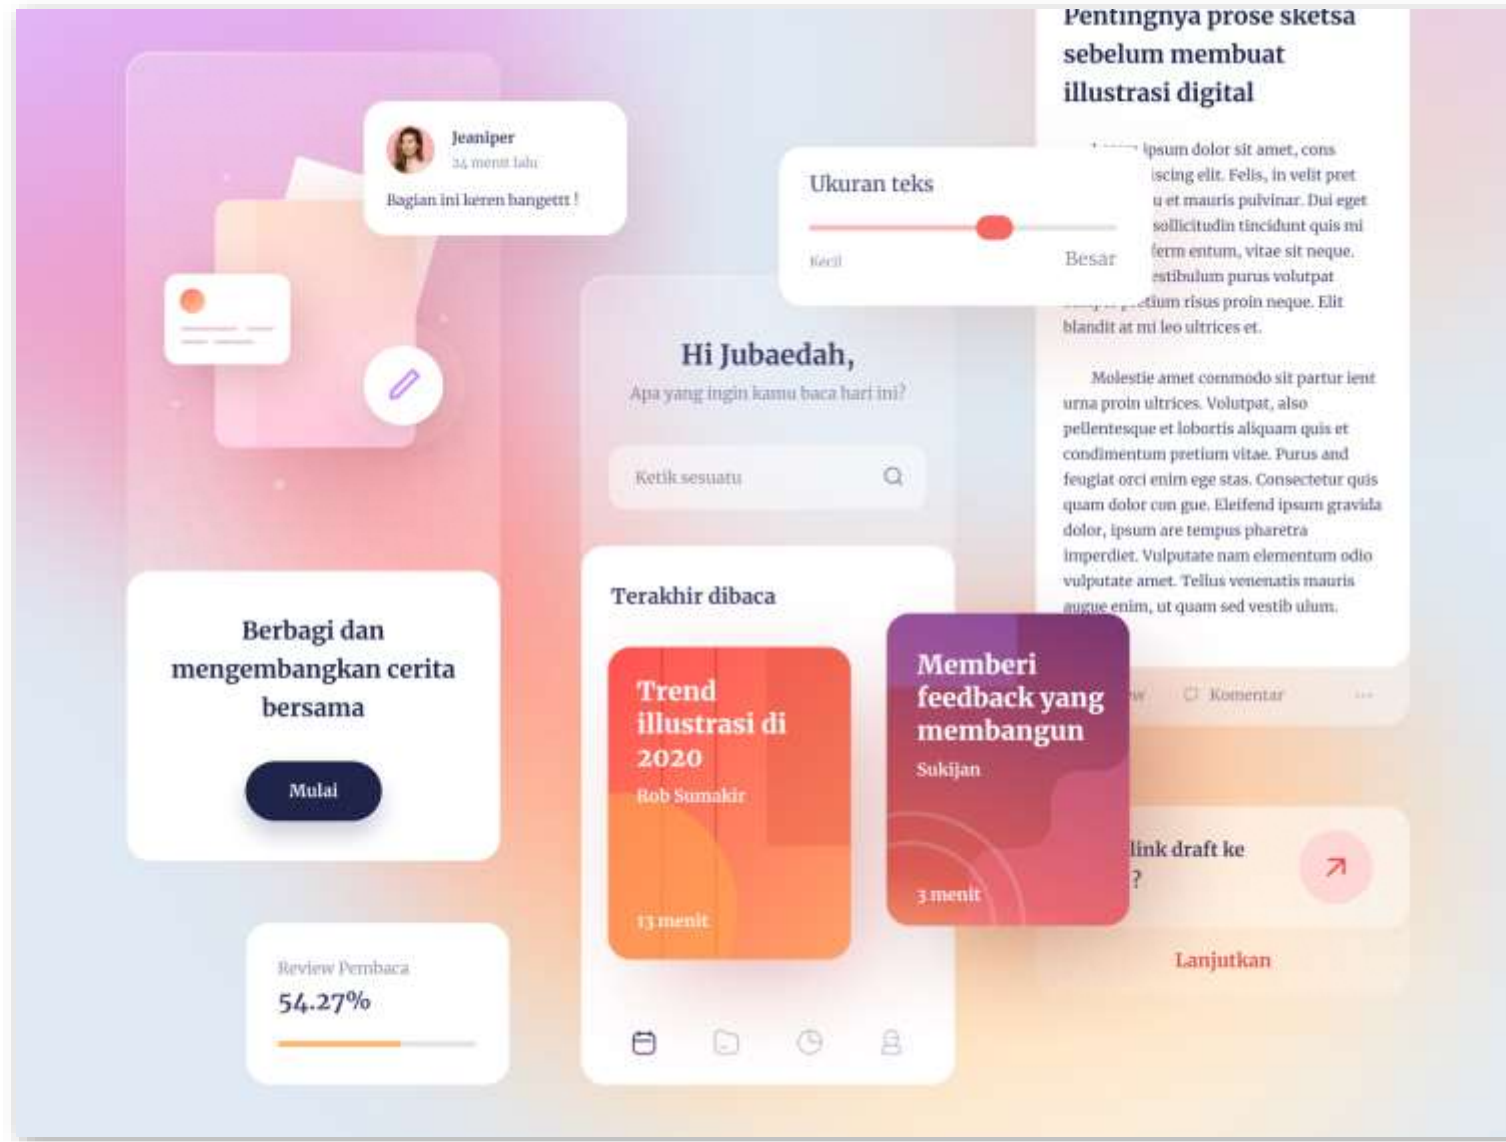 Jeaniper
24 menit lalu
Bagian ini keren bangettt !
Berbagi dan
mengembangkan cerita
bersama
Mulai
Review Pembaca
54.27%
Hi Jubaedah,
Apa yang ingin kamu baca hari ini?
Ketik sesuatu
Terakhir dibaca
Trend
illustrasi di
2020
Rob Sumakir
13 menit
Memberi
feedback yang
membangun
Sukijan
3 menit
Ukuran teks
Kecil
Besar
Pentingnya prose sketsa
sebelum membuat
illustrasi digital
ipsum dolor sit amet, cons
iscing elit. Felis, in velit pret
u et mauris pulvinar. Dui eget
sollicitudin tincidunt quis mi
ferm entum, vitae sit neque.
estibulum purus volutpat
risus proin neque. Elit
blandit at mi leo ultrices et.
Molestie amet commodo sit partur ient
urna proin ultrices. Volutpat, also
pellentesque et lobortis aliquam quis et
condimentum pretium vitae. Purus and
feugiat orci enim ege stas. Consectetur quis
quam dolor con gue. Eleifend ipsum gravida
dolor, ipsum are tempus pharetra
imperdiet. Vulputate nam elementum odio
vulputate amet. Tellus venenatis mauris
augue enim, ut quam sed vestib ulum.
Komentar
link draft ke
?
Lanjutkan